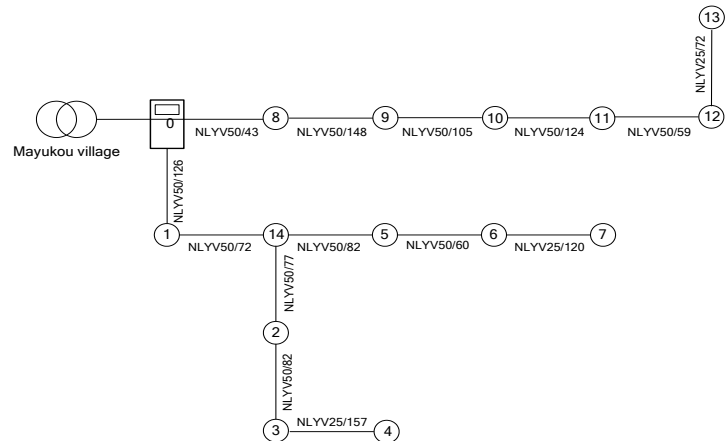 13
NLYV25/72
0
8
9
10
11
12
NLYV50/43
NLYV50/148
NLYV50/105
NLYV50/124
NLYV50/59
Mayukou village
NLYV50/126
1
14
5
6
7
NLYV50/72
NLYV50/82
NLYV50/60
NLYV25/120
NLYV50/77
2
NLYV50/82
3
NLYV25/157
4